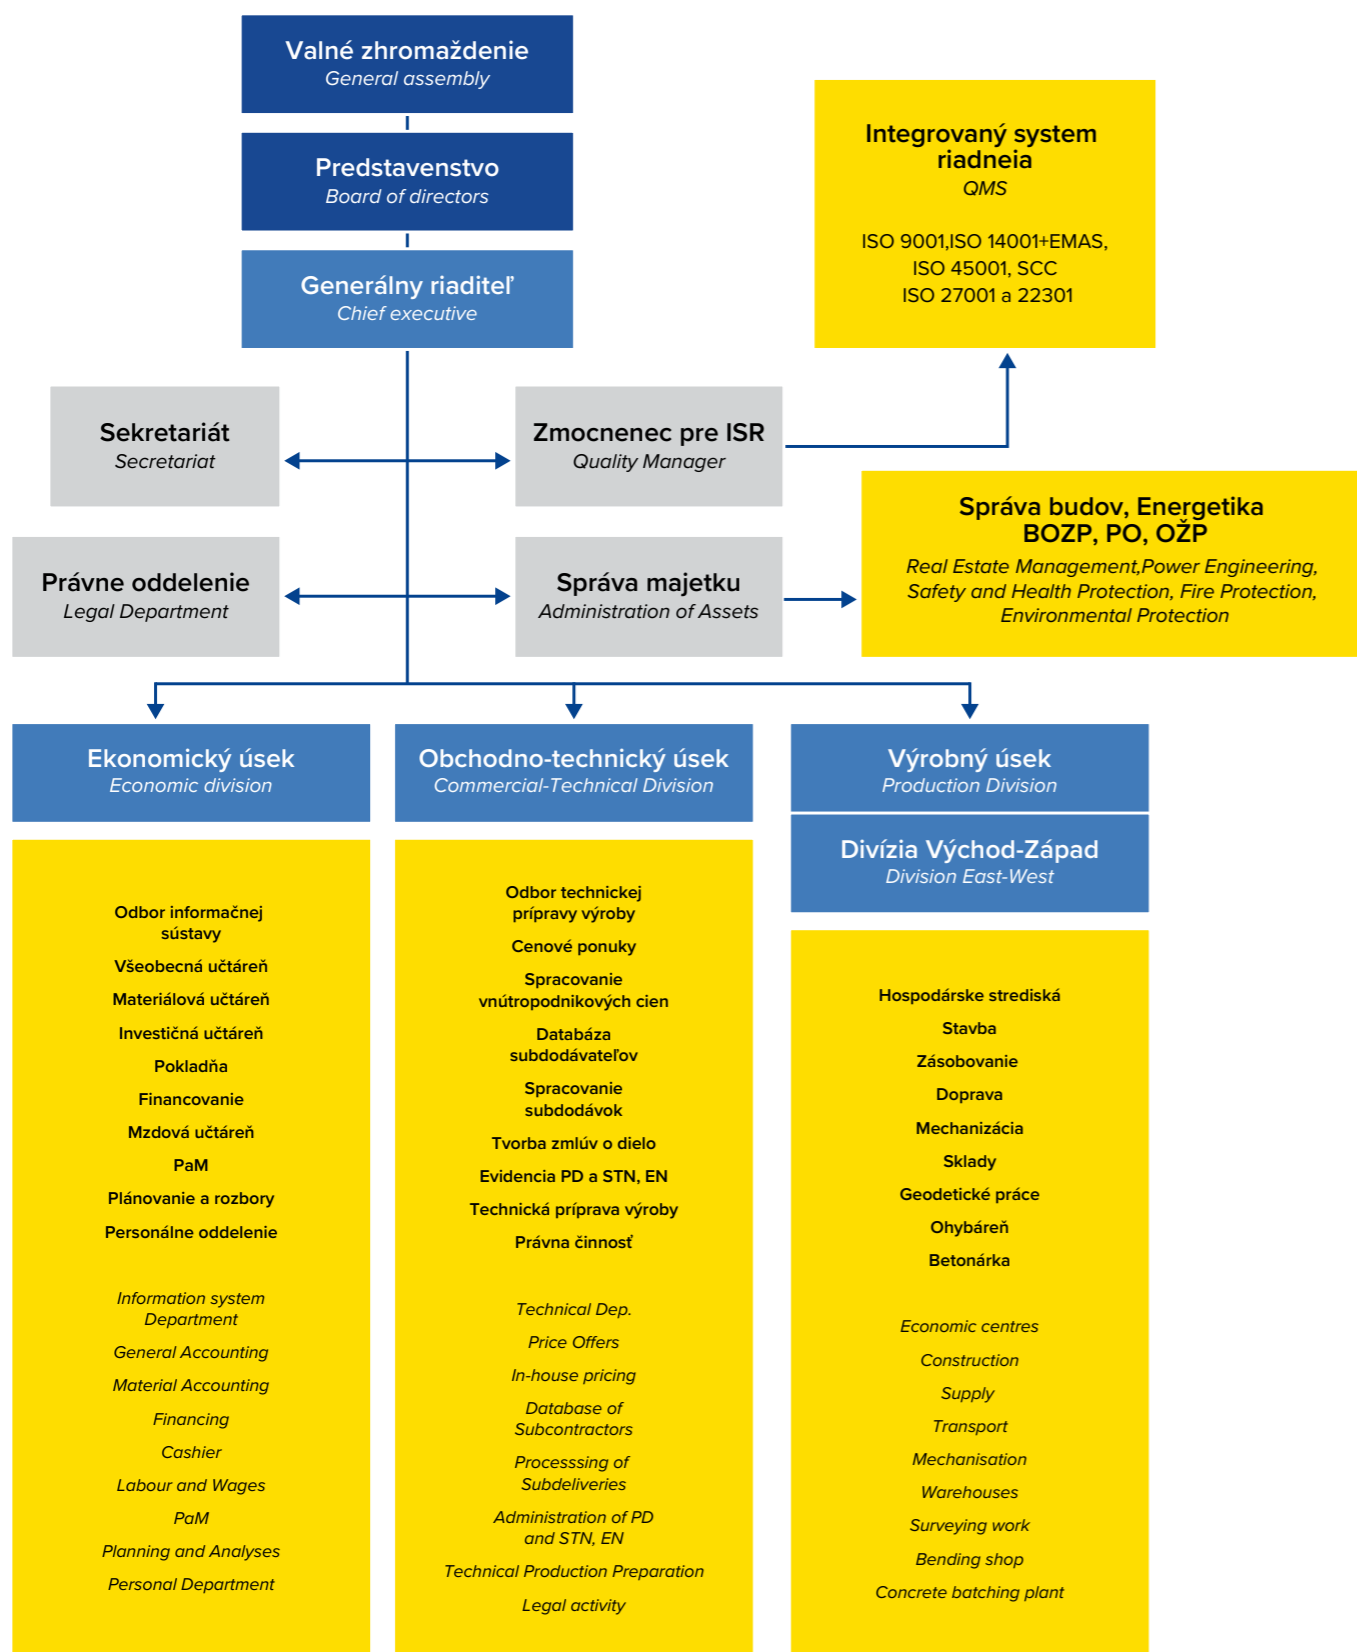 Valné zhromaždenie
General assembly
Predstavenstvo
Board of directors
Generálny riaditeľ
Chief executive
Integrovaný system
riadneia
QMS
ISO 9001,ISO 14001+EMAS,
ISO 45001, SCC
ISO 27001 a 22301
Sekretariát
Secretariat
Zmocnenec pre ISR
Quality Manager
Právne oddelenie
Legal Department
Správa majetku
Administration of Assets
Správa budov, Energetika
BOZP, PO, OŽP
Real Estate Management,Power Engineering,
Safety and Health Protection, Fire Protection,
Environmental Protection
Ekonomický úsek
Economic division
Odbor informačnej
sústavy
Všeobecná učtáreň
Materiálová učtáreň
Investičná učtáreň
Pokladňa
Financovanie
Mzdová učtáreň
PaM
Plánovanie a rozbory
Personálne oddelenie
Information system
Department
General Accounting
Material Accounting
Financing
Cashier
Labour and Wages
PaM
Planning and Analyses
Personal Department
Obchodno-technický úsek
Commercial-Technical Division
Odbor technickej
prípravy výroby
Cenové ponuky
Spracovanie
vnútropodnikových cien
Databáza
subdodávateľov
Spracovanie
subdodávok
Tvorba zmlúv o dielo
Evidencia PD a STN, EN
Technická príprava výroby
Právna činnosť
Technical Dep.
Price Offers
In-house pricing
Database of
Subcontractors
Processsing of
Subdeliveries
Administration of PD
and STN, EN
Technical Production Preparation
Legal activity
Výrobný úsek
Production Division
Divízia Východ-Západ
Division East-West
Hospodárske strediská
Stavba
Zásobovanie
Doprava
Mechanizácia
Sklady
Geodetické práce
Ohybáreň
Betonárka
Economic centres
Construction
Supply
Transport
Mechanisation
Warehouses
Surveying work
Bending shop
Concrete batching plant